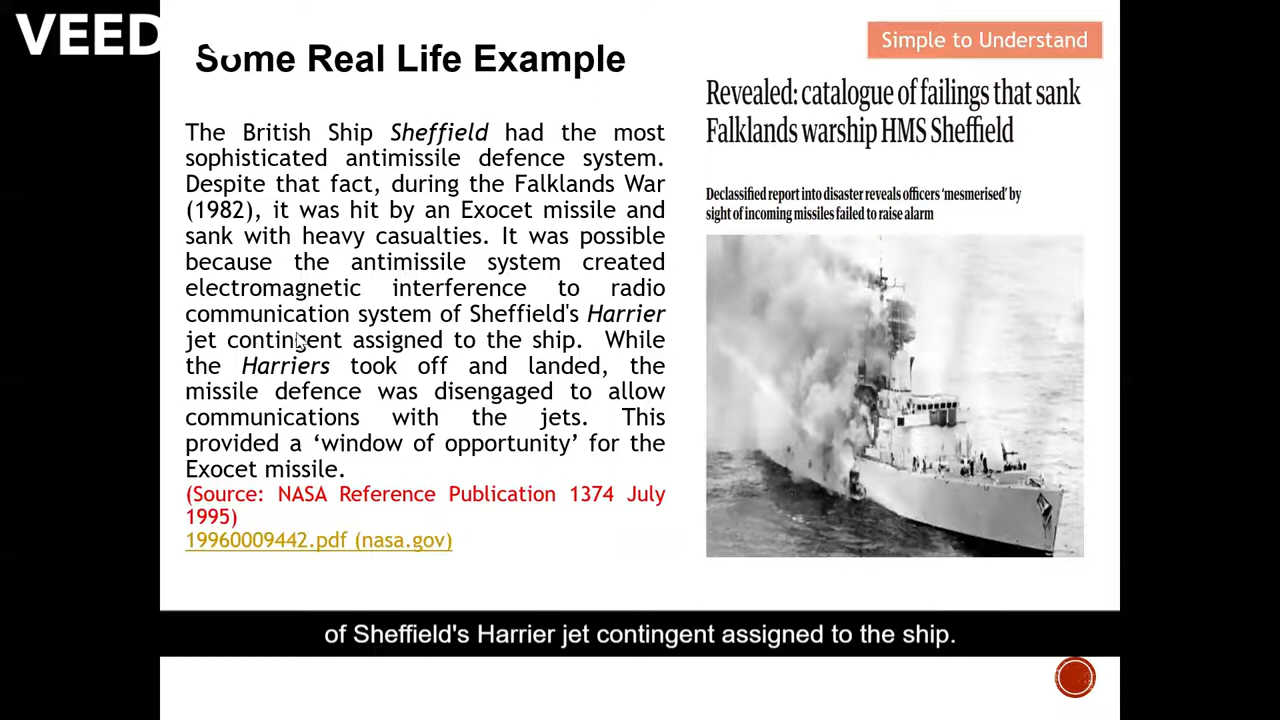 VEED
Simple to Understand
Some Real Life Example
The British Ship Sheffield had the most
sophisticated antimissile defence system.
Despite that fact, during the Falklands War
(1982), it was hit by an Exocet missile and
sank with heavy casualties. It was possible
because the antimissile system created
electromagnetic interference to radio
communication system of Sheffield's Harrier
jet contingent assigned to the ship. While
the Harriers took off and landed, the
missile defence was disengaged to allow
communications with the jets. This
provided a ‘window of opportunity’ for the
Exocet missile.
(Source: NASA Reference Publication 1374 July
1995)
19960009442.pdf (nasa.gov)
Revealed: catalogue of failings that sank
Falklands warship HMS Sheffield
Declassified report into disaster reveals officers ‘mesmerised’ by
sight of incoming missiles failed to raise alarm
of Sheffield's Harrier jet contingent assigned to the ship.